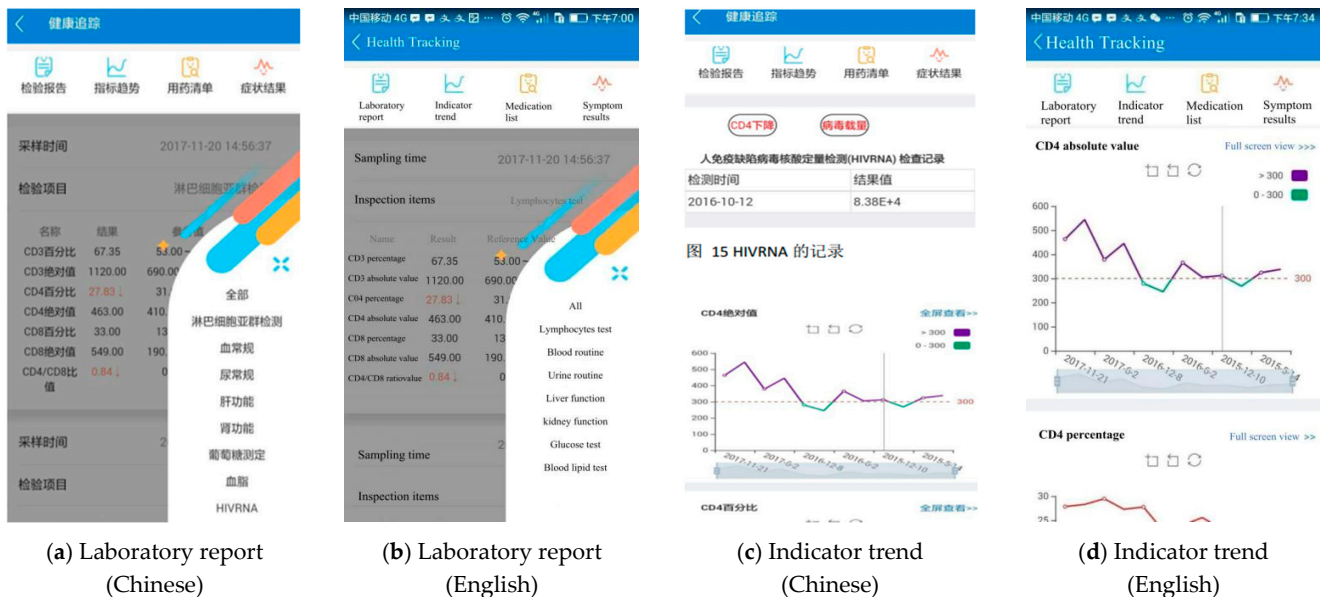 健康追踪
检验报告 指标趋势 用药清单 症状结果
采样时间 2017-11-20 14:56:37
检验项目 淋巴细胞亚群检
名称 结果
CD3百分比 67.35 53.00 ~
CD3绝对值 1120.00 690.00
CD4百分比 27.83↓ 31.
CD4绝对值 463.00 410.
CD8百分比 33.00 13
CD8绝对值 549.00 190.
CD4/CD8比值 0.84↓ 0
采样时间 2
检验项目
全部
淋巴细胞亚群检测
血常规
尿常规
肝功能
肾功能
葡萄糖测定
血脂
HIVRNA
(a) Laboratory report
(Chinese)
中国移动 4G 下午7:00
Health Tracking
Laboratory report Indicator trend Medication list Symptom results
Sampling time 2017-11-20 14:56:37
Inspection items Lymphocytes test
Name Result Reference Value
CD3 percentage 67.35 53.00 ~
CD3 absolute value 1120.00 690.00
C04 percentage 27.83↓ 31.
CD4 absolute value 463.00 410.
CD8 percentage 33.00 13
CD8 absolute value 549.00 190.
CD4/CD8 ratiovalue 0.84↓ 0
Sampling time 2
Inspection items
All
Lymphocytes test
Blood routine
Urine routine
Liver function
kidney function
Glucose test
Blood lipid test
(b) Laboratory report
(English)
健康追踪
检验报告 指标趋势 用药清单 症状结果
CD4下降 病毒载量
人免疫缺陷病毒核酸定量检测(HIVRNA) 检查记录
检测时间 结果值
2016-10-12 8.38E+4
图 15 HIVRNA 的记录
CD4绝对值 全屏查看>>
> 300
0 - 300
600
500
400
300 300
200
100
0
2017-11-21 2017-5-2 2016-12-8 2016-6-2 2015-12-10 2015-5-14
CD4百分比 全屏查看>>
(c) Indicator trend
(Chinese)
中国移动 4G 下午7:34
Health Tracking
Laboratory report Indicator trend Medication list Symptom results
CD4 absolute value Full screen view >>>
> 300
0 - 300
600
500
400
300 300
200
100
0
2017-11-21 2017-5-2 2016-12-8 2016-6-2 2015-12-10 2015-5-14
CD4 percentage Full screen view >>
30
25
(d) Indicator trend
(English)